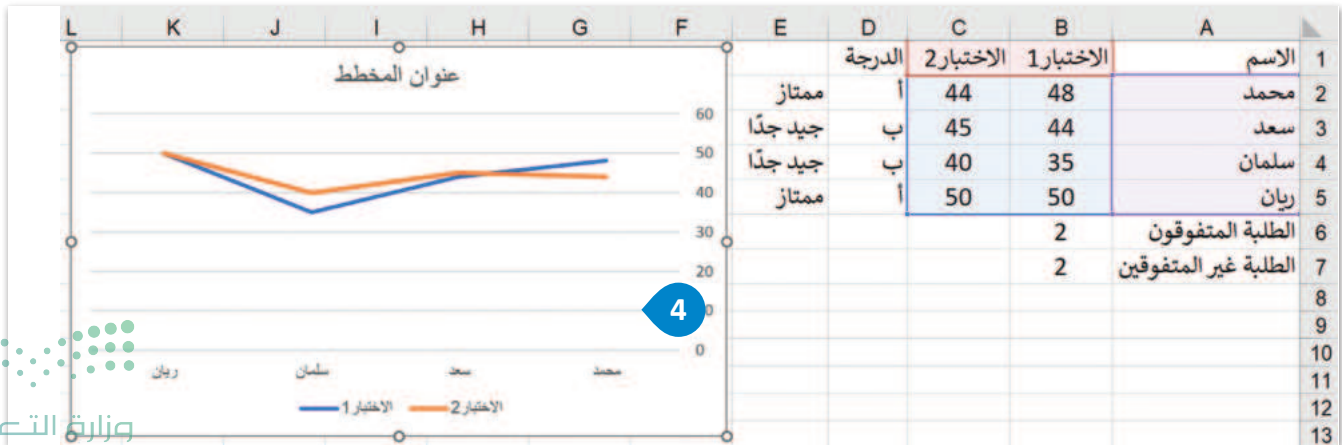 A B C D E F G H I J K L
1 الاسم الاختبار1 الاختبار2 الدرجة
2 محمد 48 44 أ ممتاز
3 سعد 44 45 ب جيد جدًا
4 سلمان 35 40 ب جيد جدًا
5 ريان 50 50 أ ممتاز
6 الطلبة المتفوقون 2
7 الطلبة غير المتفوقين 2
8
9
10
11
12
13
عنوان المخطط
60
50
40
30
20
4
0
محمد سعد سلمان ريان
الاختبار2 الاختبار1
وزارة